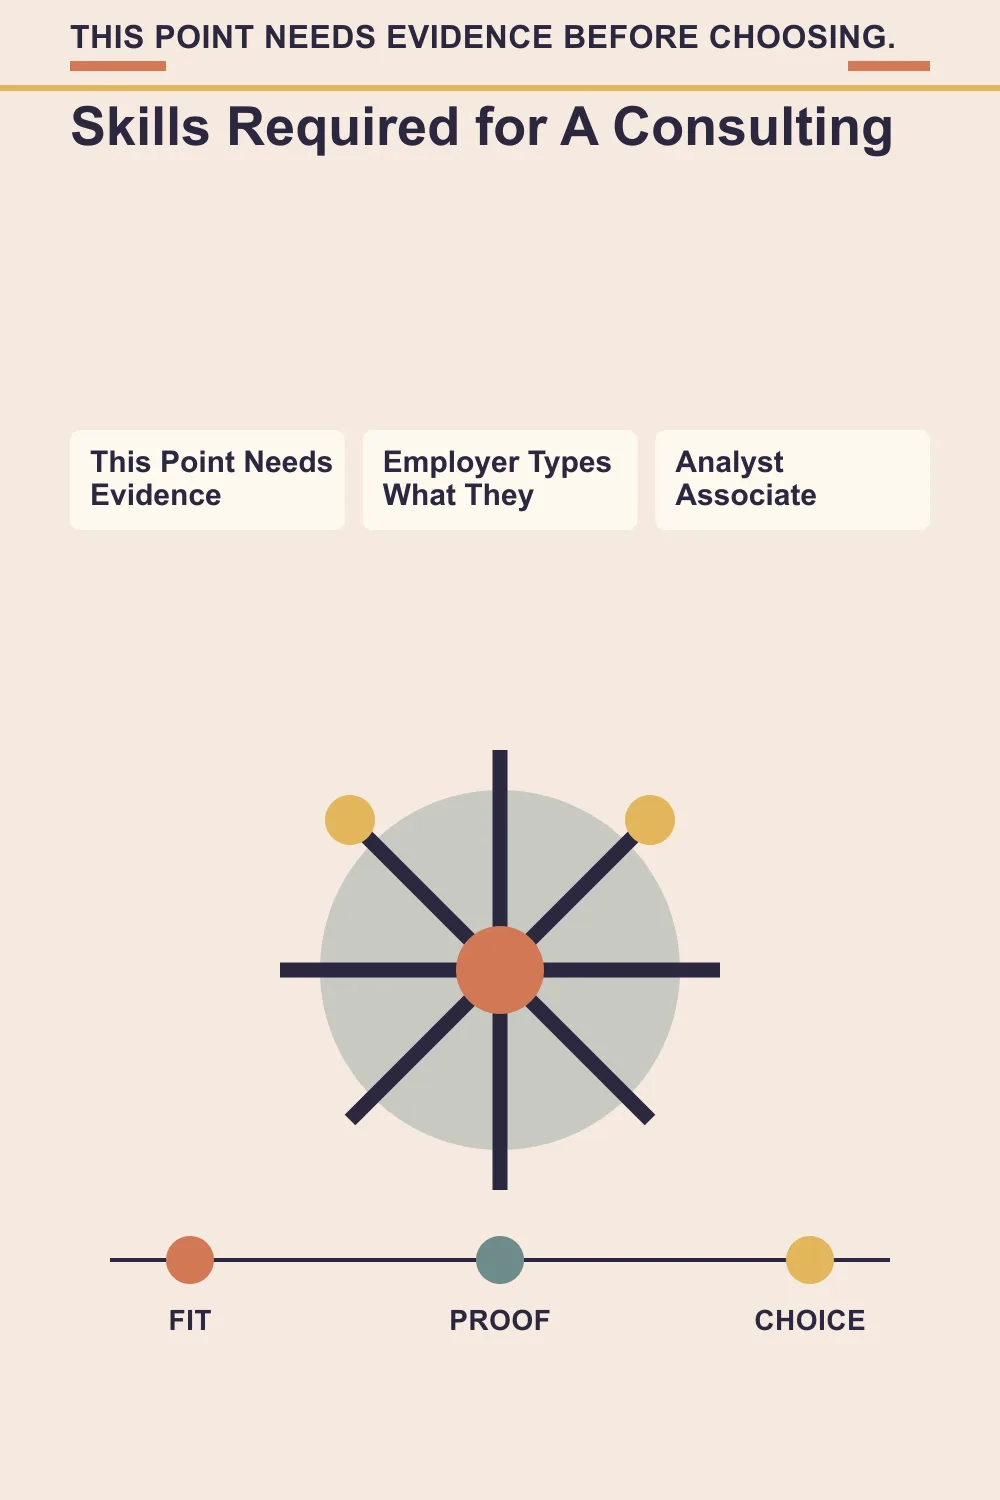 THIS POINT NEEDS EVIDENCE BEFORE CHOOSING.
Skills Required for A Consulting
This Point Needs
Evidence
Employer Types
What They
Analyst
Associate
FIT
PROOF
CHOICE